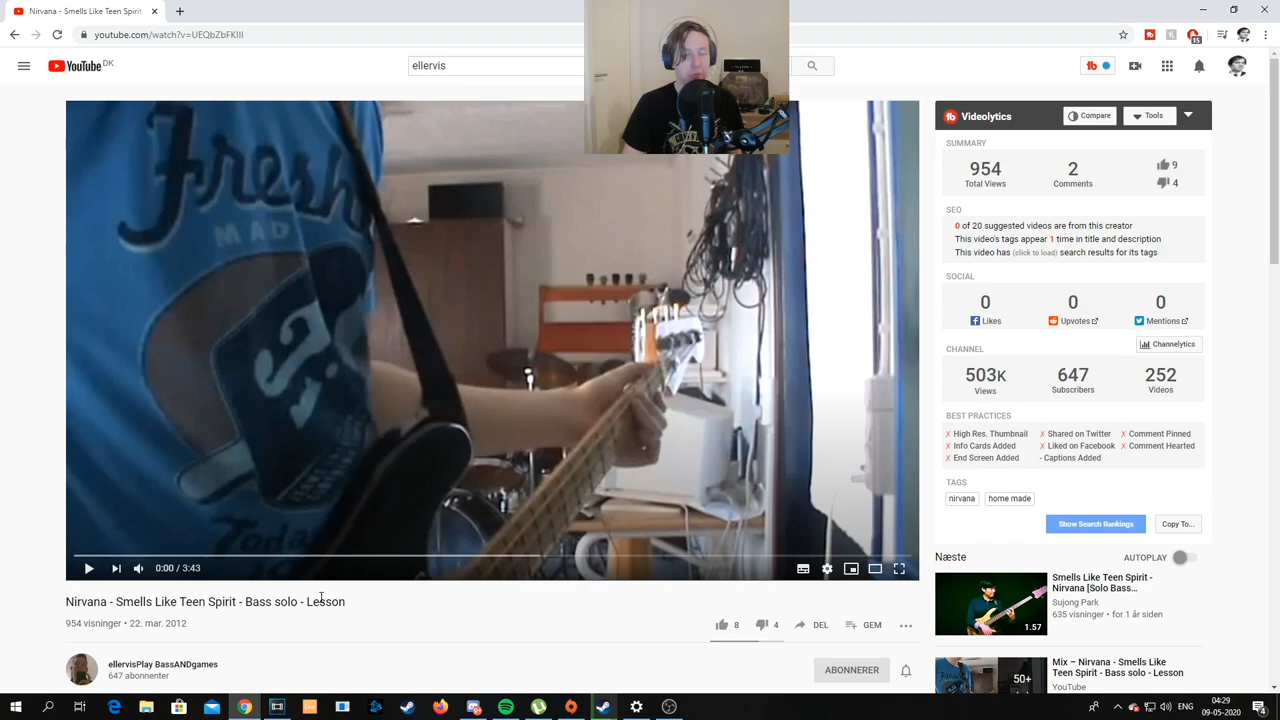 Nirvana - Smells Like Teen Spirit
youtube.com/watch?v=UEQbZbFKIII
15
YouTube DK
ellervis
Videolytics
Compare
Tools
SUMMARY
954
Total Views
2
Comments
9
4
SEO
0 of 20 suggested videos are from this creator
This video's tags appear 1 time in title and description
This video has (click to load) search results for its tags
SOCIAL
0
Likes
0
Upvotes
0
Mentions
CHANNEL
Channelytics
503K
Views
647
Subscribers
252
Videos
BEST PRACTICES
X High Res. Thumbnail
X Shared on Twitter
X Comment Pinned
X Info Cards Added
X Liked on Facebook
X Comment Hearted
X End Screen Added
- Captions Added
TAGS
nirvana
home made
Show Search Rankings
Copy To...
0:00 / 3:43
Nirvana - Smells Like Teen Spirit - Bass solo - Lesson
954 visninger • 22. mar. 2012
8
4
DEL
GEM
ellervisPlay BassANDgames
647 abonnenter
ABONNERER
Næste
AUTOPLAY
Smells Like Teen Spirit -
Nirvana [Solo Bass...
Sujong Park
635 visninger • for 1 år siden
1.57
Mix – Nirvana - Smells Like
Teen Spirit - Bass solo - Lesson
YouTube
50+
ENG
04:29
09-05-2020
4